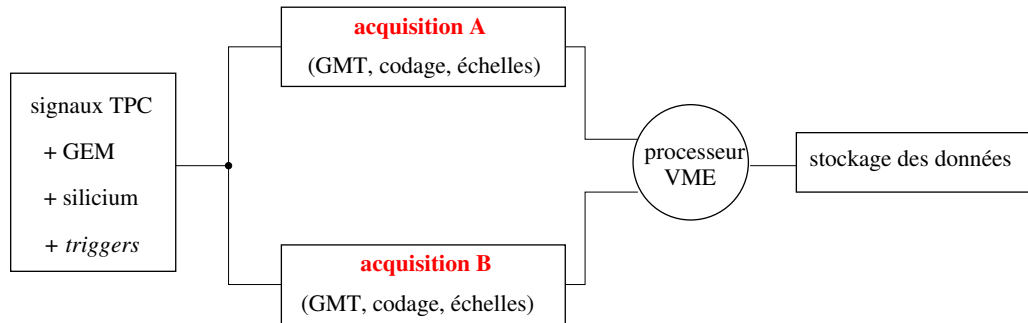 signaux TPC
+ GEM
+ silicium
+ triggers
acquisition A
(GMT, codage, échelles)
acquisition B
(GMT, codage, échelles)
processeur
VME
stockage des données